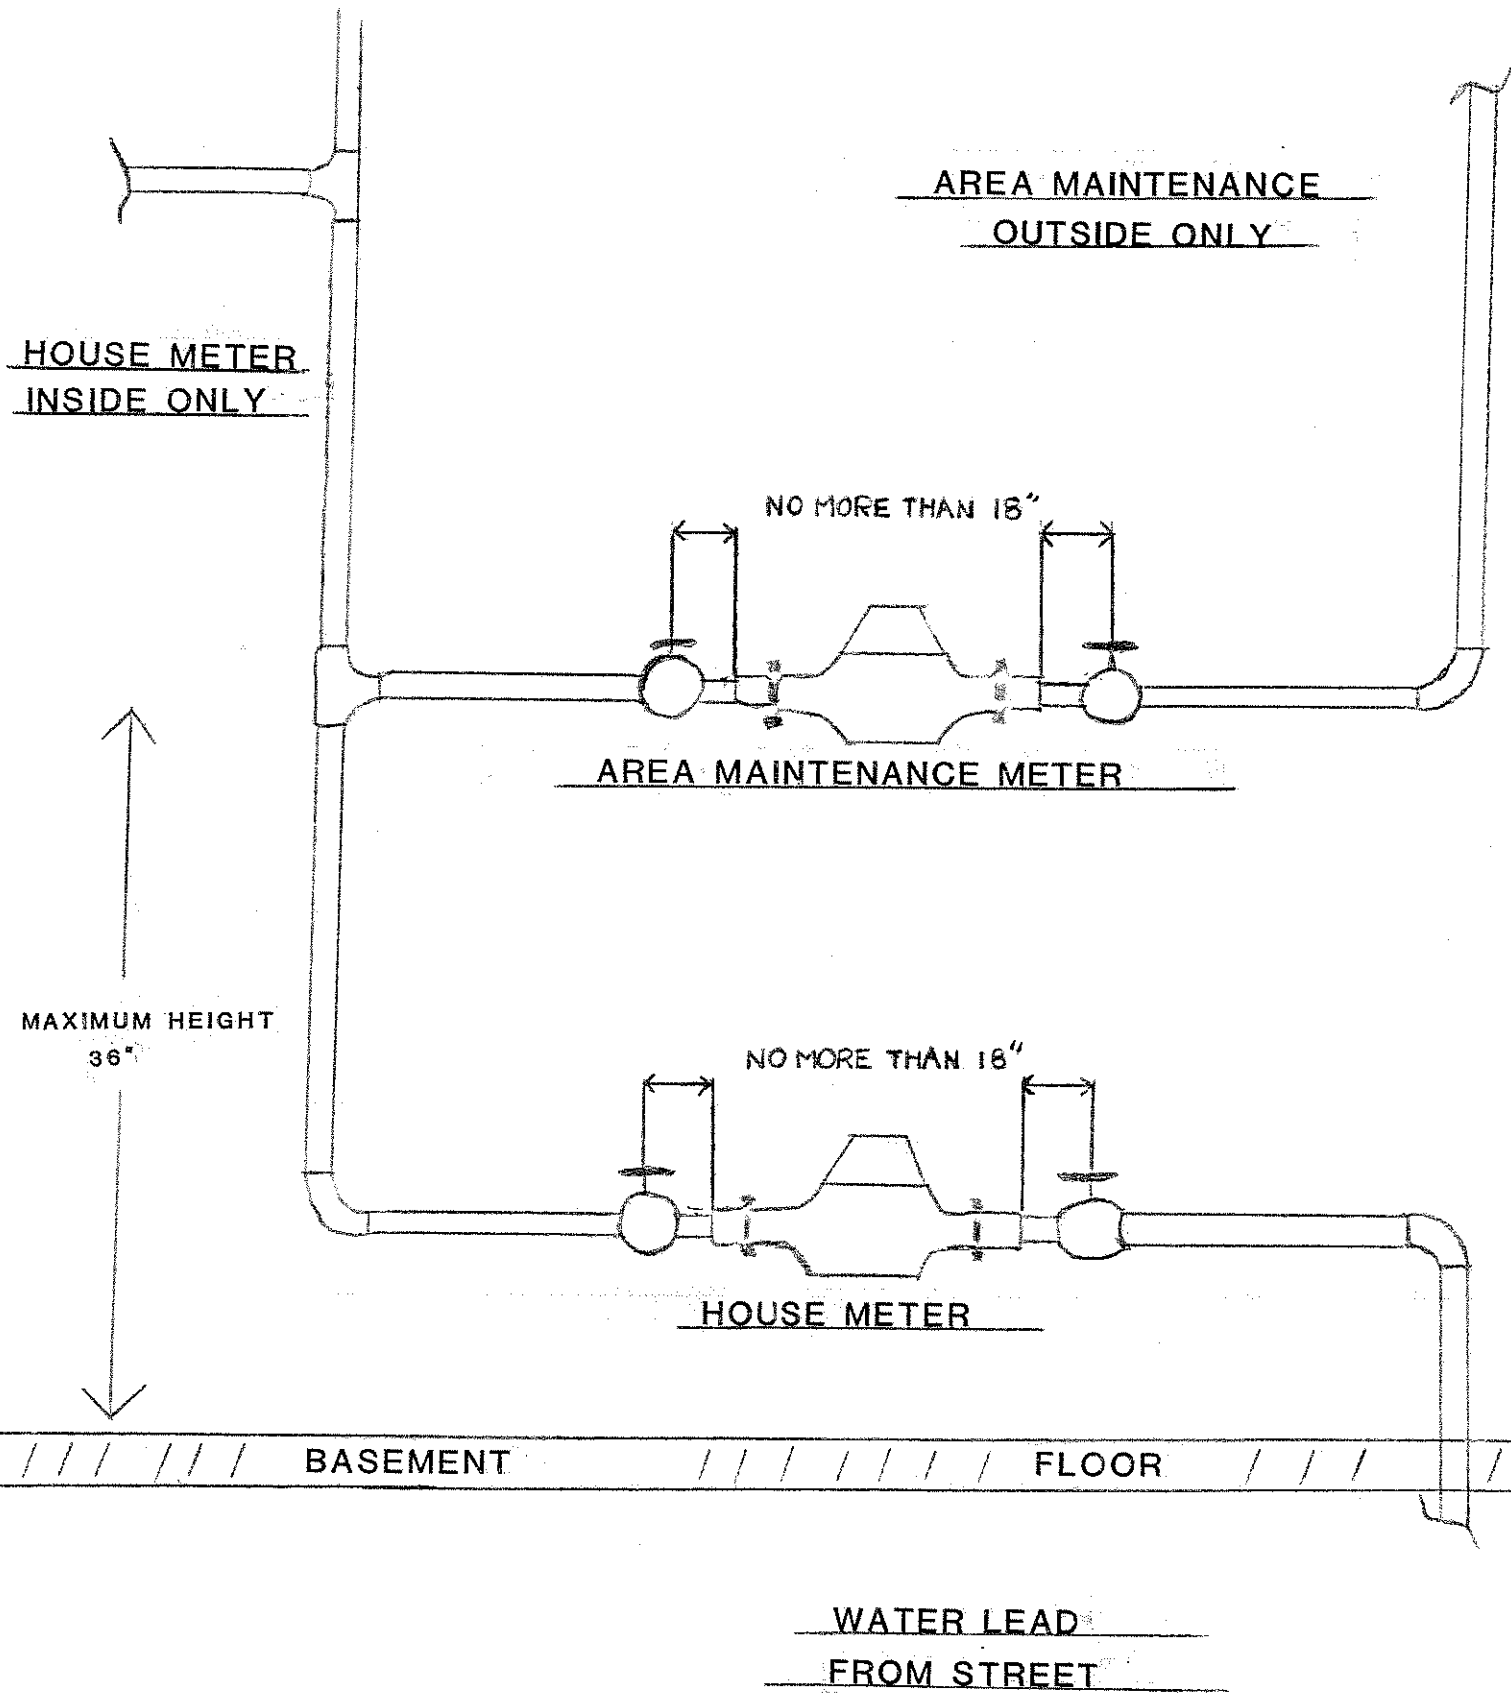 AREA MAINTENANCE
OUTSIDE ONLY
HOUSE METER
INSIDE ONLY
NO MORE THAN 18"
AREA MAINTENANCE METER
MAXIMUM HEIGHT
36"
NO MORE THAN 18"
HOUSE METER
BASEMENT FLOOR
WATER LEAD
FROM STREET